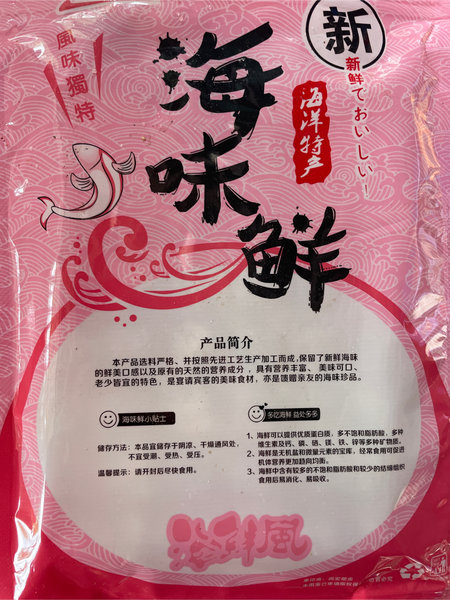 風味獨特
海味鮮
海洋特产
新
新鮮でおいしい！
产品简介
本产品选料严格、并按照先进工艺生产加工而成,保留了新鲜海味
的鲜美口感以及原有的天然的营养成分，具有营养丰富、美味可口、
老少皆宜的特色，是宴请宾客的美味食材，亦是馈赠亲友的海味珍品。
海味鲜小贴士
储存方法：本品宜储存于阴凉、干燥通风处，
不宜受潮、受热、受压。
温馨提示：请开封后尽快食用。
多吃海鲜 益处多多
1、海鲜可以提供优质蛋白质，多不饱和脂肪酸、多种
维生素及钙、磷、硒、镁、铁、锌等多种矿物质。
2、海鲜是无机盐和微量元素的宝库，经常食用可促进
机体营养更加趋向均衡。
3、海鲜中含有较多的不饱和脂肪酸和较少的结缔组织
食用后易消化、易吸收。